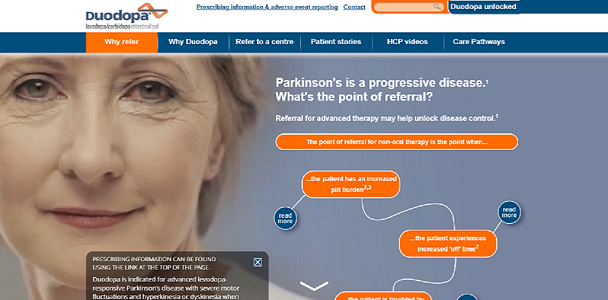 Duodopa
levodopa/carbidopa intestinal gel
Prescribing information & adverse event reporting Contact
Duodopa unlocked
Why refer Why Duodopa Refer to a centre Patient stories HCP videos Care Pathways
Parkinson's is a progressive disease.¹
What's the point of referral?
Referral for advanced therapy may help unlock disease control.¹
The point of referral for non-oral therapy is the point when...
...the patient has an increased
pill burden²,³
read
more
read
more
...the patient experiences
increased 'off' time²
...the patient is troubled by
PRESCRIBING INFORMATION CAN BE FOUND
USING THE LINK AT THE TOP OF THE PAGE.
Duodopa is indicated for advanced levodopa-
responsive Parkinson's disease with severe motor
fluctuations and hyperkinesia or dyskinesia when